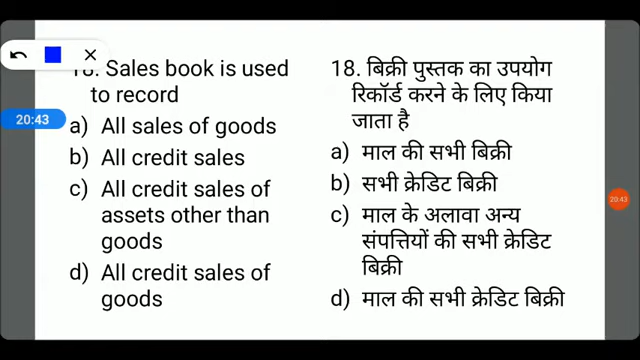 18. Sales book is used
to record
20:43
a) All sales of goods
b) All credit sales
c) All credit sales of
assets other than
goods
d) All credit sales of
goods
18. बिक्री पुस्तक का उपयोग
रिकॉर्ड करने के लिए किया
जाता है
a) माल की सभी बिक्री
b) सभी क्रेडिट बिक्री
c) माल के अलावा अन्य
संपत्तियों की सभी क्रेडिट
बिक्री
d) माल की सभी क्रेडिट बिक्री
20:43